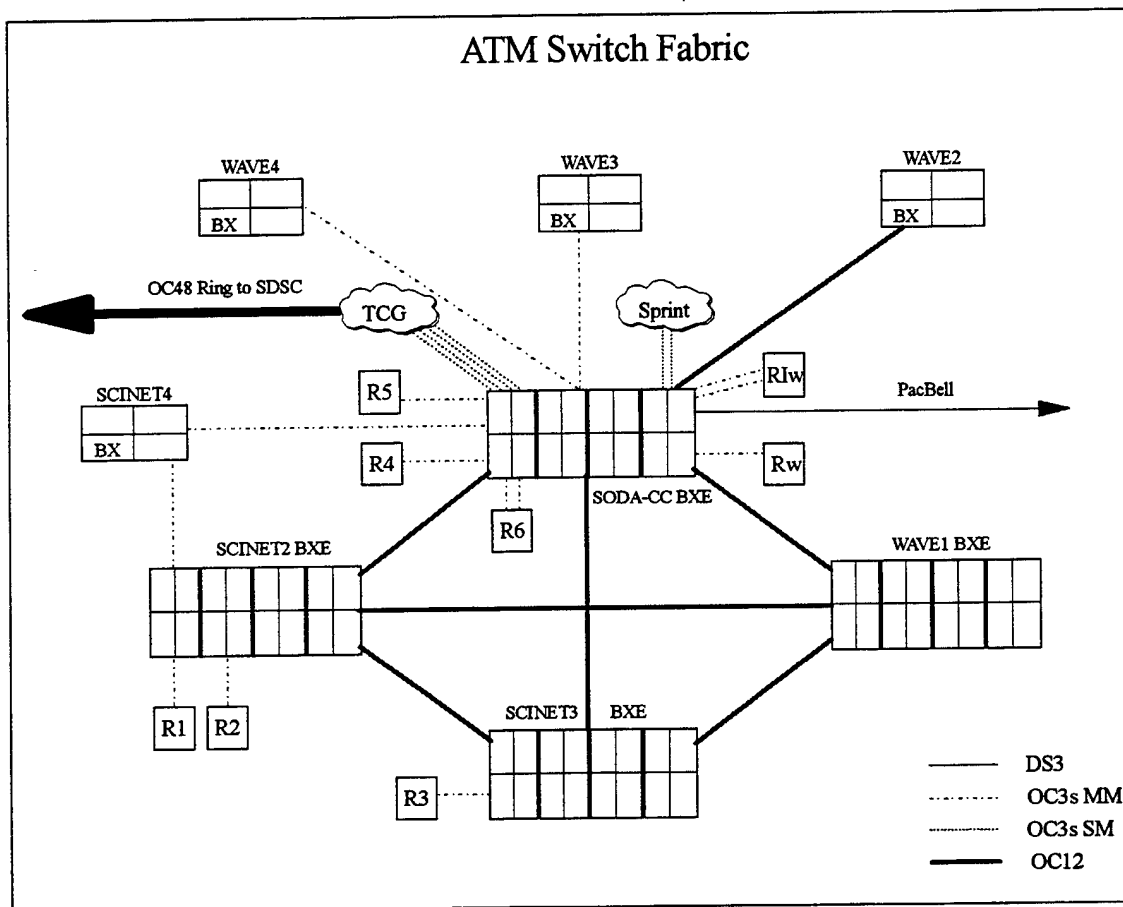 ATM Switch Fabric
WAVE4
WAVE3
WAVE2
BX
BX
BX
OC48 Ring to SDSC
TCG
Sprint
SCINET4
R5
RIw
PacBell
BX
R4
Rw
SODA-CC BXE
R6
SCINET2 BXE
WAVE1 BXE
R1
R2
SCINET3 BXE
R3
DS3
OC3s MM
OC3s SM
OC12